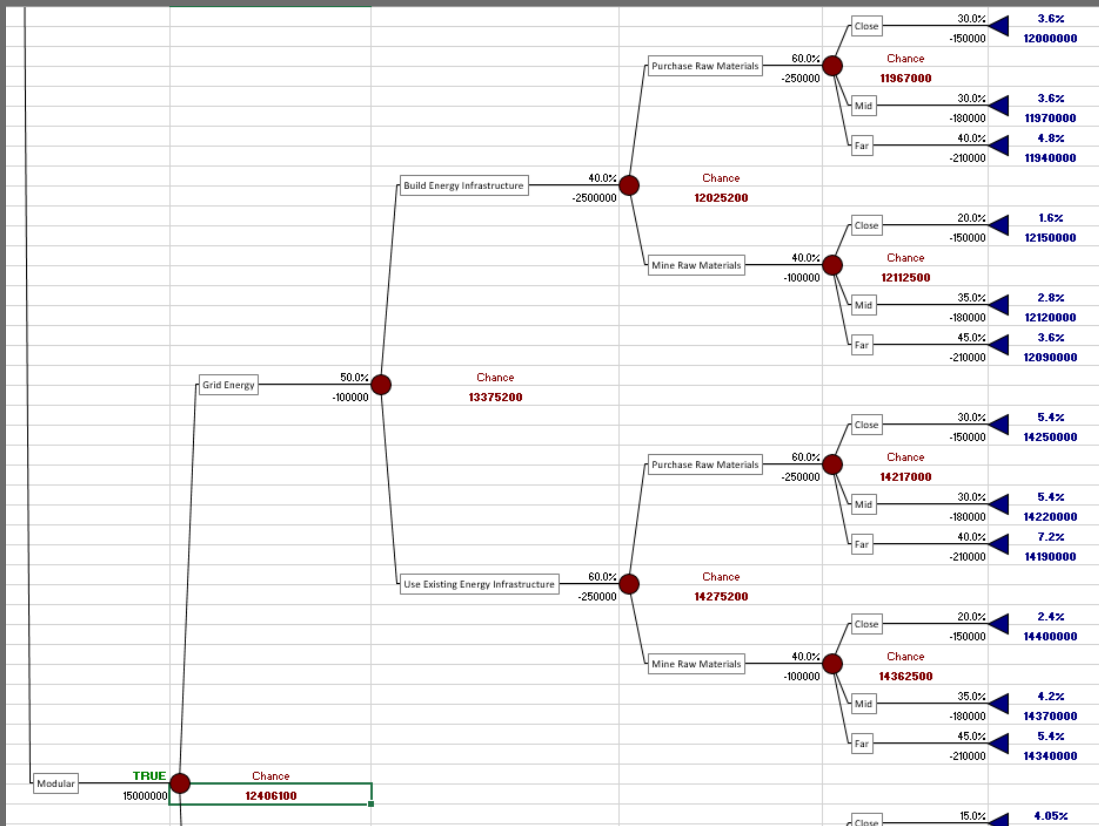 Close 30.0% 3.6%
-150000 12000000
Purchase Raw Materials 60.0% Chance
-250000 11967000
Mid 30.0% 3.6%
-180000 11970000
Far 40.0% 4.8%
-210000 11940000
Build Energy Infrastructure 40.0% Chance
-2500000 12025200
Close 20.0% 1.6%
-150000 12150000
Mine Raw Materials 40.0% Chance
-100000 12112500
Mid 35.0% 2.8%
-180000 12120000
Far 45.0% 3.6%
-210000 12090000
Grid Energy 50.0% Chance
-100000 13375200
Close 30.0% 5.4%
-150000 14250000
Purchase Raw Materials 60.0% Chance
-250000 14217000
Mid 30.0% 5.4%
-180000 14220000
Far 40.0% 7.2%
-210000 14190000
Use Existing Energy Infrastructure 60.0% Chance
-250000 14275200
Close 20.0% 2.4%
-150000 14400000
Mine Raw Materials 40.0% Chance
-100000 14362500
Mid 35.0% 4.2%
-180000 14370000
Far 45.0% 5.4%
-210000 14340000
Modular TRUE Chance
15000000 12406100
Close 15.0% 4.05%